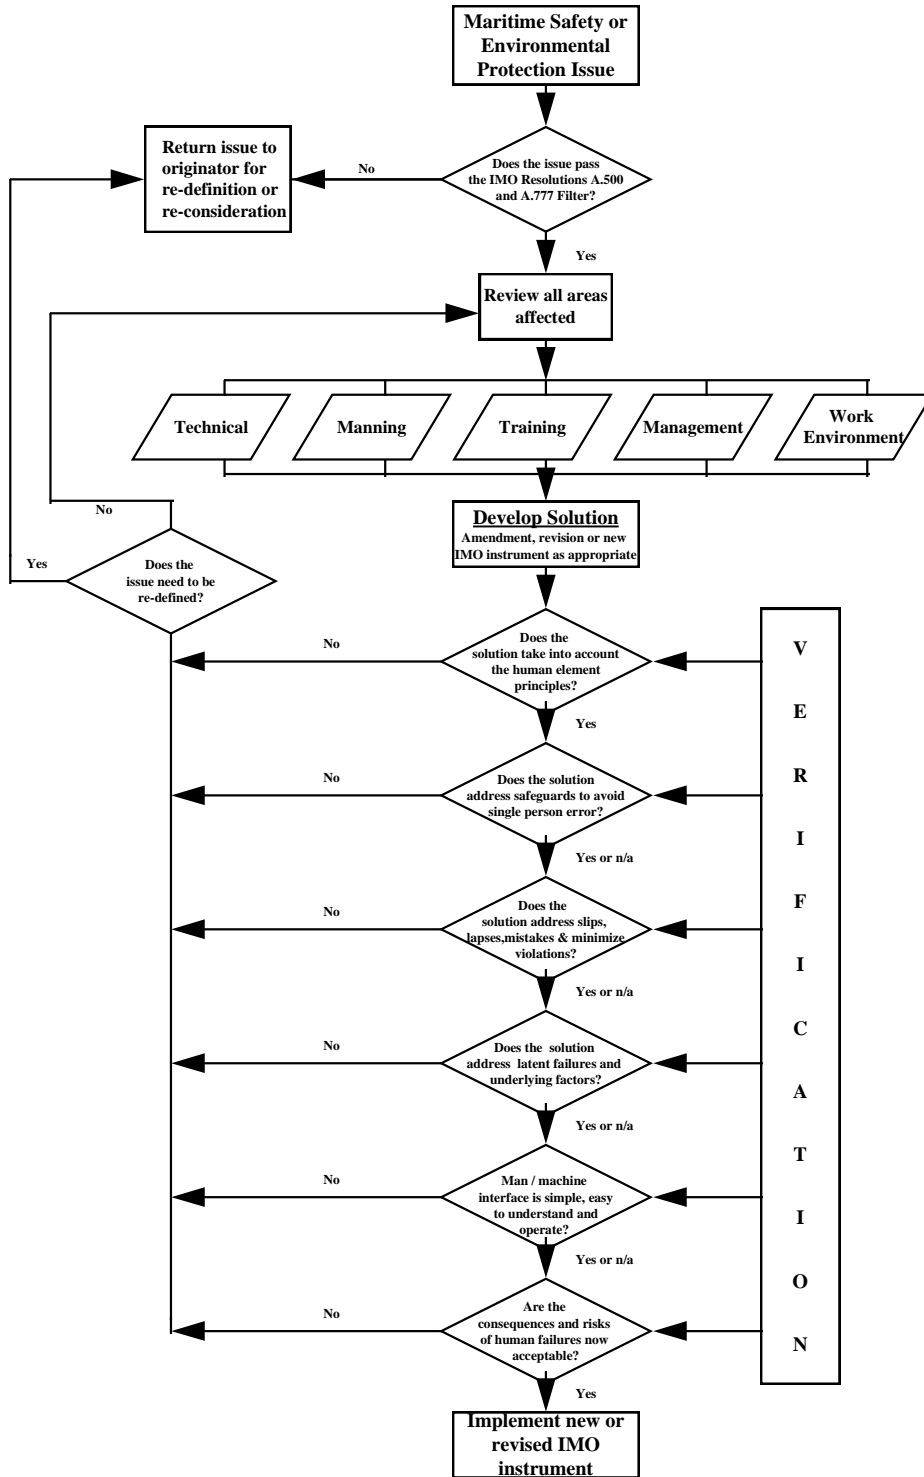 Maritime Safety or
Environmental
Protection Issue
Return issue to
originator for
re-definition or
re-consideration
No
Does the issue pass
the IMO Resolutions A.500
and A.777 Filter?
Yes
Review all areas
affected
Technical
Manning
Training
Management
Work
Environment
No
Develop Solution
Amendment, revision or new
IMO instrument as appropriate
Yes
Does the
issue need to be
re-defined?
No
Does the
solution take into account
the human element
principles?
Yes
No
Does the solution
address safeguards to avoid
single person error?
Yes or n/a
No
Does the
solution address slips,
lapses,mistakes & minimize
violations?
Yes or n/a
No
Does the solution
address latent failures and
underlying factors?
Yes or n/a
No
Man / machine
interface is simple, easy
to understand and
operate?
Yes or n/a
No
Are the
consequences and risks
of human failures now
acceptable?
Yes
Implement new or
revised IMO
instrument
V
E
R
I
F
I
C
A
T
I
O
N